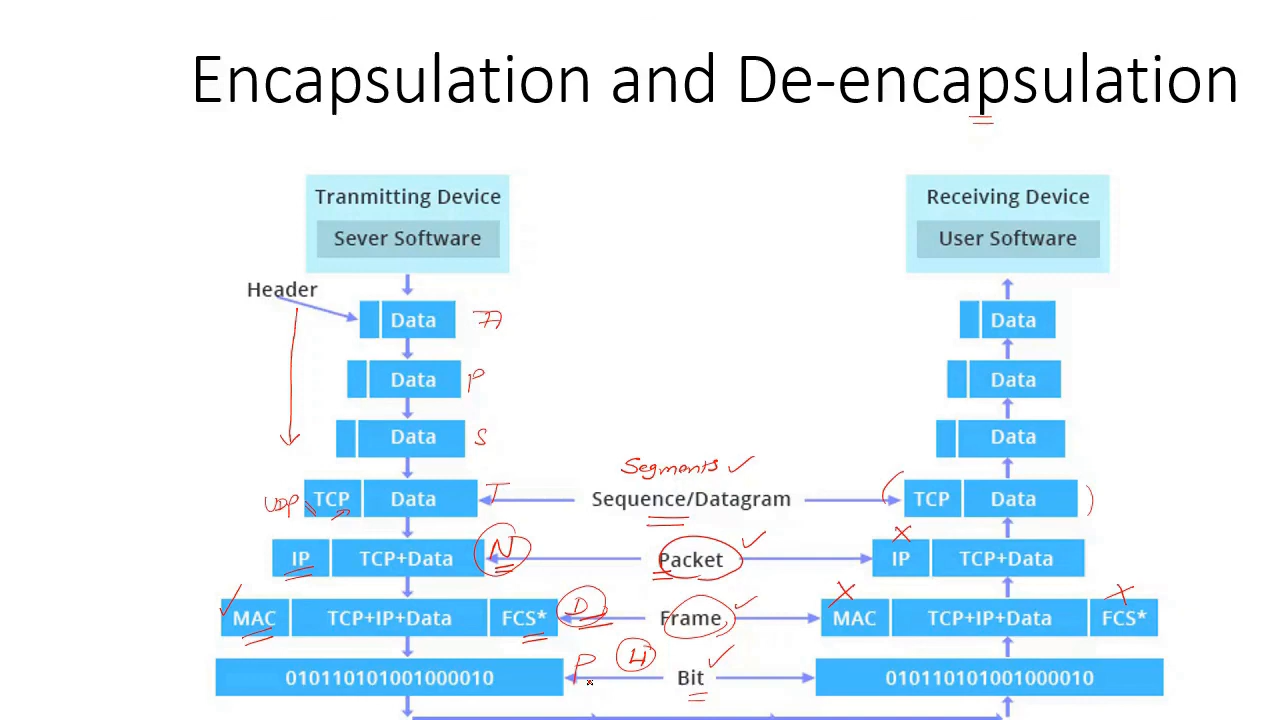 Encapsulation and De-encapsulation
Tranmitting Device
Sever Software
Receiving Device
User Software
Header
Data A
Data
Data P
Data
Data S
Data
Segments
UDP TCP Data T
Sequence/Datagram
TCP Data
IP TCP+Data N
Packet
IP TCP+Data
MAC TCP+IP+Data FCS* D
Frame
MAC TCP+IP+Data FCS*
010110101001000010 P
4
Bit
010110101001000010